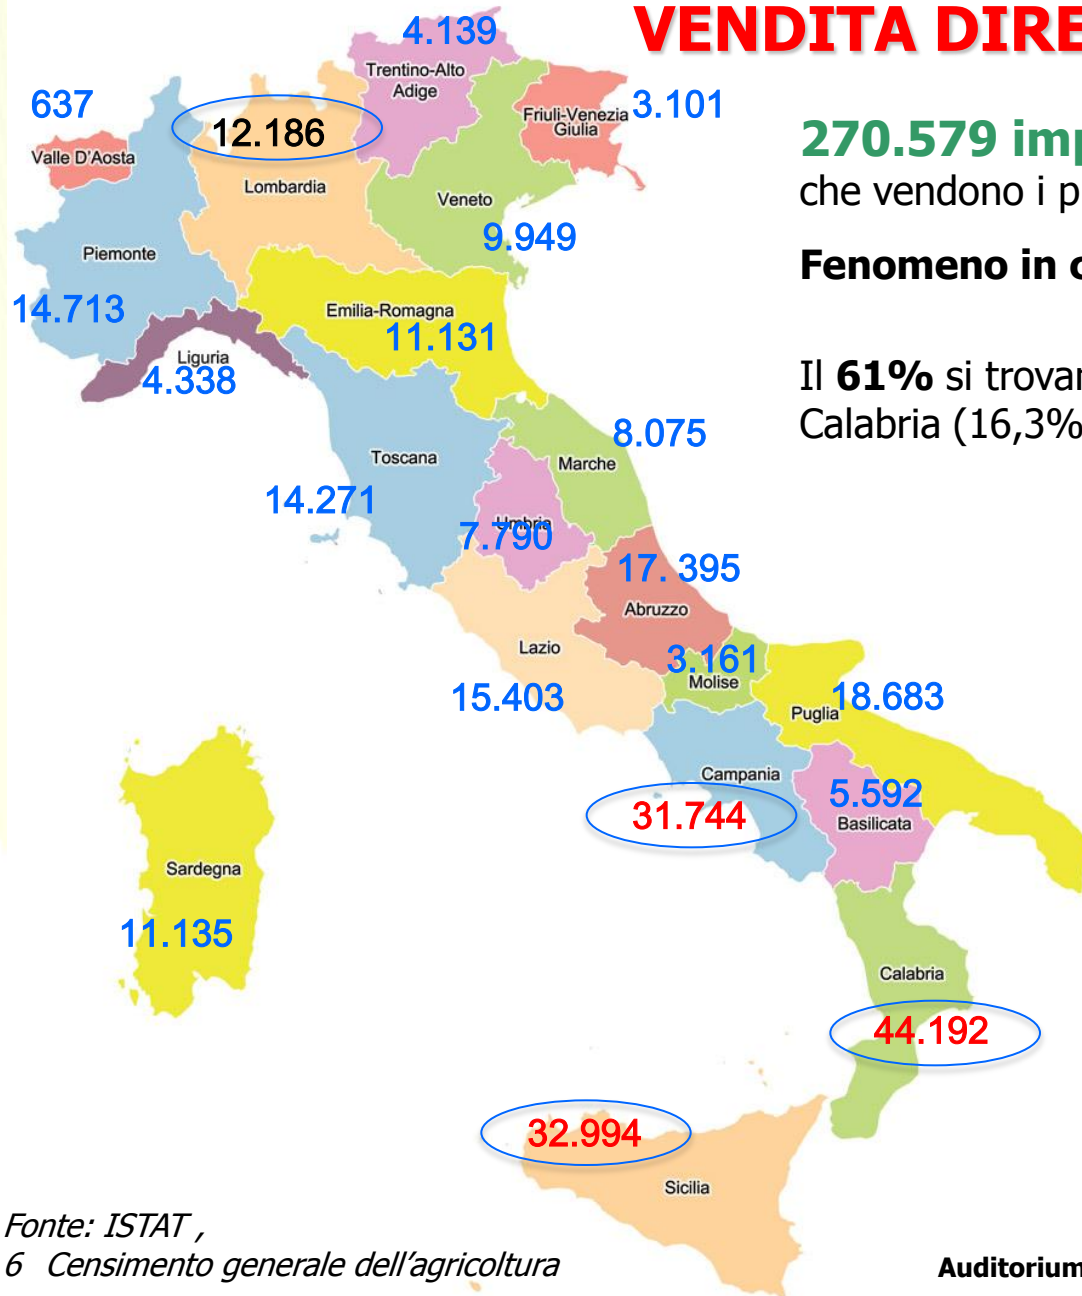 VENDITA DIRE
4.139
Trentino-Alto
Adige
637
Valle D'Aosta
12.186
Lombardia
Friuli-Venezia
Giulia
3.101
270.579 imp
che vendono i p
Veneto
9.949
Piemonte
14.713
Fenomeno in c
Emilia-Romagna
11.131
Liguria
4.338
Il 61% si trovar
Calabria (16,3%
8.075
Marche
Toscana
14.271
Umbria
7.790
17. 395
Abruzzo
Lazio
15.403
3.161
Molise
18.683
Puglia
Campania
31.744
5.592
Basilicata
Sardegna
11.135
Calabria
44.192
32.994
Sicilia
Fonte: ISTAT ,
6 Censimento generale dell'agricoltura
Auditorium